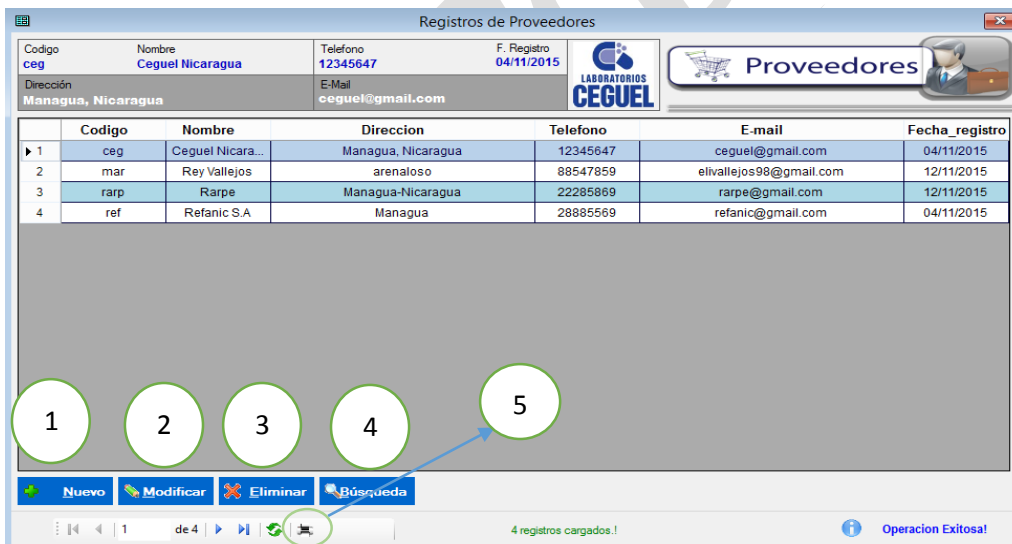 Registros de Proveedores
Codigo Nombre Telefono F. Registro
ceg Ceguel Nicaragua 12345647 04/11/2015
Dirección E-Mail
Managua, Nicaragua ceguel@gmail.com
LABORATORIOS
CEGUEL
Proveedores
Codigo Nombre Direccion Telefono E-mail Fecha_registro
1 ceg Ceguel Nicara... Managua, Nicaragua 12345647 ceguel@gmail.com 04/11/2015
2 mar Rey Vallejos arenaloso 88547859 elivallejos98@gmail.com 12/11/2015
3 rarp Rarpe Managua-Nicaragua 22285869 rarpe@gmail.com 12/11/2015
4 ref Refanic S.A Managua 28885569 refanic@gmail.com 04/11/2015
1 2 3 4 5
Nuevo Modificar Eliminar Búsqueda
1 de 4 4 registros cargados.! Operacion Exitosa!